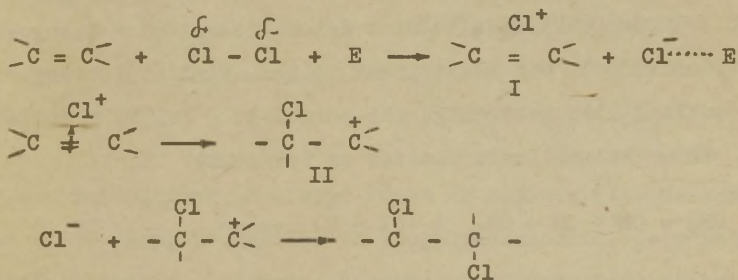 δ δ- Cl+
>C = C< + Cl - Cl + E ⟶ >C = C< + Cl-......E
I
Cl+ Cl
>C = C< ⟶ - C - C+<
II
Cl Cl
Cl- + - C - C+< ⟶ - C - C -
Cl